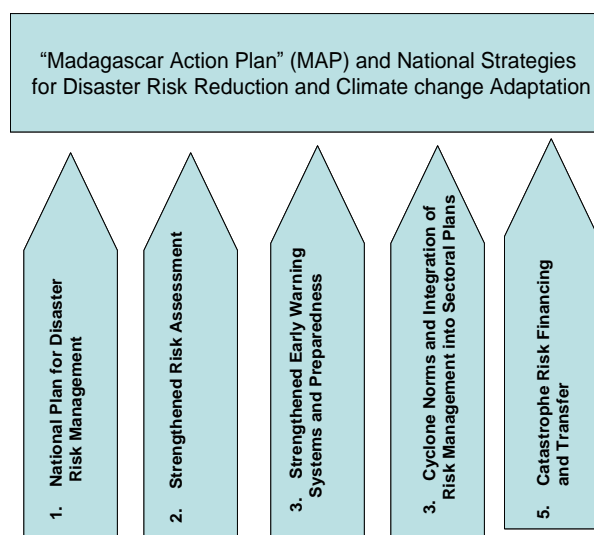 “Madagascar Action Plan” (MAP) and National Strategies
for Disaster Risk Reduction and Climate change Adaptation
1. National Plan for Disaster
Risk Management
2. Strengthened Risk Assessment
3. Strengthened Early Warning
Systems and Preparedness
3. Cyclone Norms and Integration of
Risk Management into Sectoral Plans
5. Catastrophe Risk Financing
and Transfer